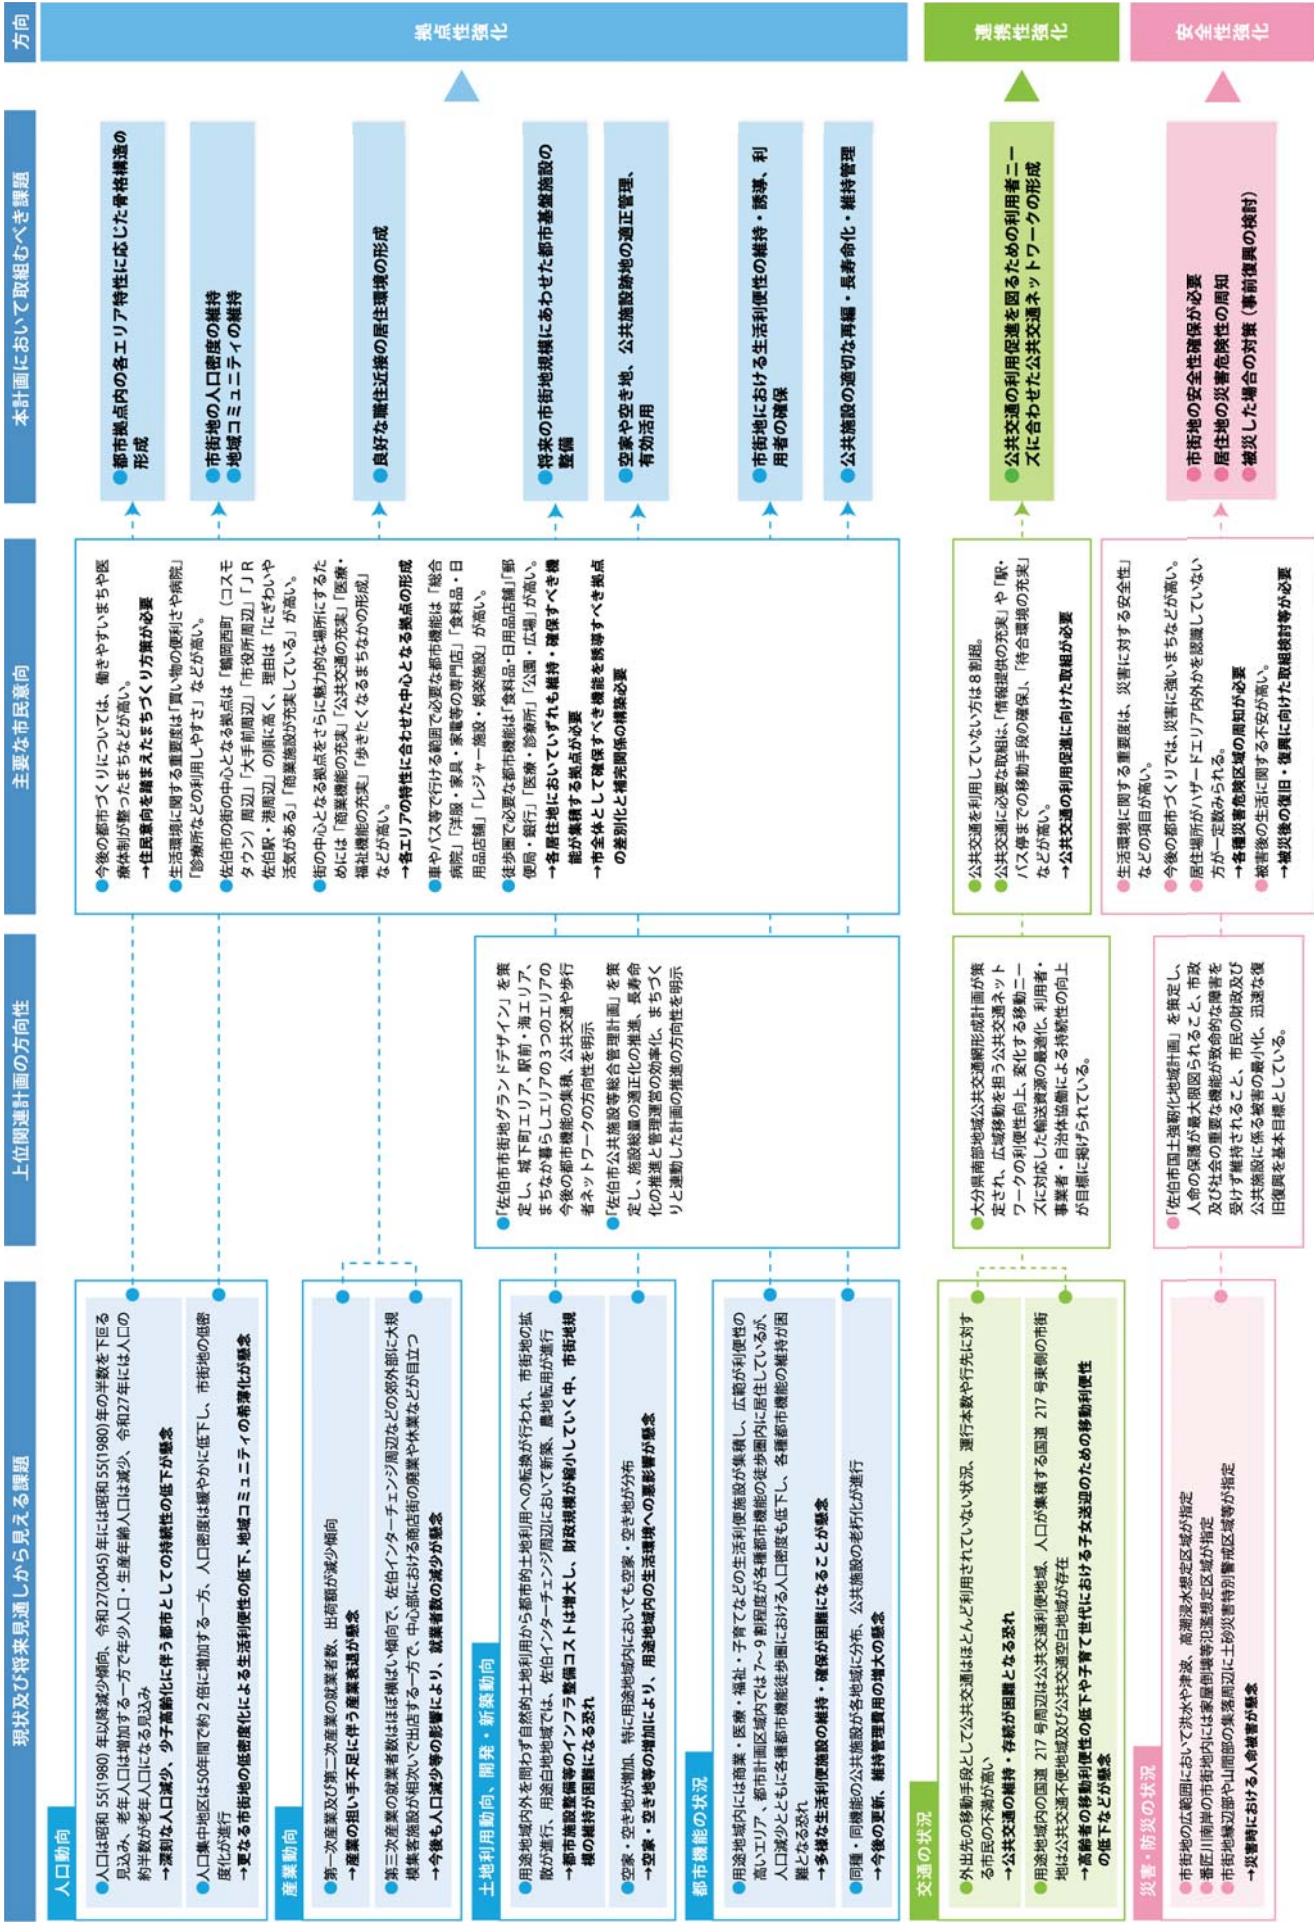 現状及び将来見通しから見える課題
上位関連計画の方向性
主要な市民意向
本計画において取組むべき課題
方向
人口動向
●人口は昭和 55(1980) 年以降減少傾向、令和27(2045) 年には昭和 55(1980)年の半数を下回る
見込み、老年人口は増加する一方で年少人口・生産年齢人口は減少、令和27年には人口の
約半数が老年人口になる見込み
→深刻な人口減少、少子高齢化に伴う都市としての持続性の低下が懸念
●人口集中地区は50年間で約２倍に増加する一方、人口密度は緩やかに低下し、市街地の低密
度化が進行
→更なる市街地の低密度化による生活利便性の低下、地域コミュニティの希薄化が懸念
産業動向
●第一次産業及び第二次産業の就業者数、出荷額が減少傾向
→産業の担い手不足に伴う産業衰退が懸念
●第三次産業の就業者数はほぼ横ばい傾向で、佐伯インターチェンジ周辺などの郊外部に大規
模集客施設が相次いで出店する一方で、中心部における商店街の廃業や休業などが目立つ
→今後も人口減少等の影響により、就業者数の減少が懸念
土地利用動向、開発・新築動向
●用途地域内外を問わず自然的土地利用から都市的土地利用への転換が行われ、市街地の拡
散が進行、用途白地地域では、佐伯インターチェンジ周辺において新築、農地転用が進行
→都市施設整備等のインフラ整備コストは増大し、財政規模が縮小していく中、市街地規
模の維持が困難になる恐れ
●空家・空き地が増加、特に用途地域内においても空家・空き地が分布
→空家・空き地等の増加により、用途地域内の生活環境への悪影響が懸念
都市機能の状況
●用途地域内には商業・医療・福祉・子育てなどの生活利便施設が集積し、広範が利便性の
高いエリア、都市計画区域内では 7〜９割程度が各種都市機能の徒歩圏内に居住しているが、
人口減少とともに各種都市機能徒歩圏における人口密度も低下し、各種都市機能の維持が困
難となる恐れ
→多様な生活利便施設の維持・確保が困難になることが懸念
●同種・同機能の公共施設が各地域に分布、公共施設の老朽化が進行
→今後の更新、維持管理費用の増大の懸念
交通の状況
●外出先の移動手段として公共交通はほとんど利用されていない状況、運行本数や行先に対す
る市民の不満が高い
→公共交通の維持・存続が困難となる恐れ
●用途地域内の国道 217 号周辺は公共交通利便地域、人口が集積する国道 217 号東側の市街
地は公共交通不便地域及び公共交通空白地域が存在
→高齢者の移動利便性の低下や子育て世代における子女送迎のための移動利便性
の低下などが懸念
災害・防災の状況
●市街地の広範囲において洪水や津波、高潮浸水想定区域が指定
●番匠川南岸の市街地内には家屋倒壊等氾濫想定区域が指定
●市街地縁辺部や山間部の集落周辺に土砂災害特別警戒区域等が指定
→災害時における人命被害が懸念
●「佐伯市市街地グランドデザイン」を策
定し、城下町エリア、駅前・海エリア、
まちなか暮らしエリアの３つのエリアの
今後の都市機能の集積、公共交通や歩行
者ネットワークの方向性を明示
●「佐伯市公共施設等総合管理計画」を策
定し、施設総量の適正化の推進、長寿命
化の推進と管理運営の効率化、まちづく
りと連動した計画の推進の方向性を明示
●大分県南部地域公共交通網形成計画が策
定され、広域移動を担う公共交通ネット
ワークの利便性向上、変化する移動ニー
ズに対応した輸送資源の最適化、利用者・
事業者・自治体協働による持続性の向上
が目標に掲げられている。
●「佐伯市国土強靭化地域計画」を策定し、
人命の保護が最大限図られること、市政
及び社会の重要な機能が致命的な障害を
受けず維持されること、市民の財政及び
公共施設に係る被害の最小化、迅速な復
旧復興を基本目標としている。
●今後の都市づくりについては、働きやすいまちや医
療体制が整ったまちなどが高い。
→住民意向を踏まえたまちづくり方策が必要
●生活環境に関する重要度は「買い物の便利さや病院」
「診療所などの利用しやすさ」などが高い。
●佐伯市の街の中心となる拠点は「鶴岡西町（コスモ
タウン）周辺」「大手前周辺」「市役所周辺」「ＪＲ
佐伯駅・港周辺」の順に高く、理由は「にぎわいや
活気がある」「商業施設が充実している」が高い。
●街の中心となる拠点をさらに魅力的な場所にするた
めには「商業機能の充実」「公共交通の充実」「医療・
福祉機能の充実」「歩きたくなるまちなかの形成」
などが高い。
→各エリアの特性に合わせた中心となる拠点の形成
●車やバス等で行ける範囲で必要な都市機能は「総合
病院」「洋服・家具・家電等の専門店」「食料品・日
用品店舗」「レジャー施設・娯楽施設」が高い。
●徒歩圏で必要な都市機能は「食料品・日用品店舗」「郵
便局・銀行」「医療・診療所」「公園・広場」が高い。
→各居住地においていずれも維持・確保すべき機
能が集積する拠点が必要
→市全体として確保すべき機能を誘導すべき拠点
の差別化と補完関係の構築必要
●公共交通を利用していない方は８割超。
●公共交通に必要な取組は、「情報提供の充実」や「駅・
バス停までの移動手段の確保」、「待合環境の充実」
などが高い。
→公共交通の利用促進に向けた取組が必要
●生活環境に関する重要度は、災害に対する安全性」
などの項目が高い。
●今後の都市づくりでは、災害に強いまちなどが高い。
●居住場所がハザードエリア内外かを認識していない
方が一定数みられる。
→各種災害危険区域の周知が必要
●被害後の生活に関する不安が高い。
→被災後の復旧・復興に向けた取組検討等が必要
●都市拠点内の各エリア特性に応じた骨格構造の
形成
●市街地の人口密度の維持
●地域コミュニティの維持
●良好な職住近接の居住環境の形成
●将来の市街地規模にあわせた都市基盤施設の
整備
●空家や空き地、公共施設跡地の適正管理、
有効活用
●市街地における生活利便性の維持・誘導、利
用者の確保
●公共施設の適切な再編・長寿命化・維持管理
●公共交通の利用促進を図るための利用者ニー
ズに合わせた公共交通ネットワークの形成
●市街地の安全性確保が必要
●居住地の災害危険性の周知
●被災した場合の対策（事前復興の検討）
拠点性強化
連携性強化
安全性強化